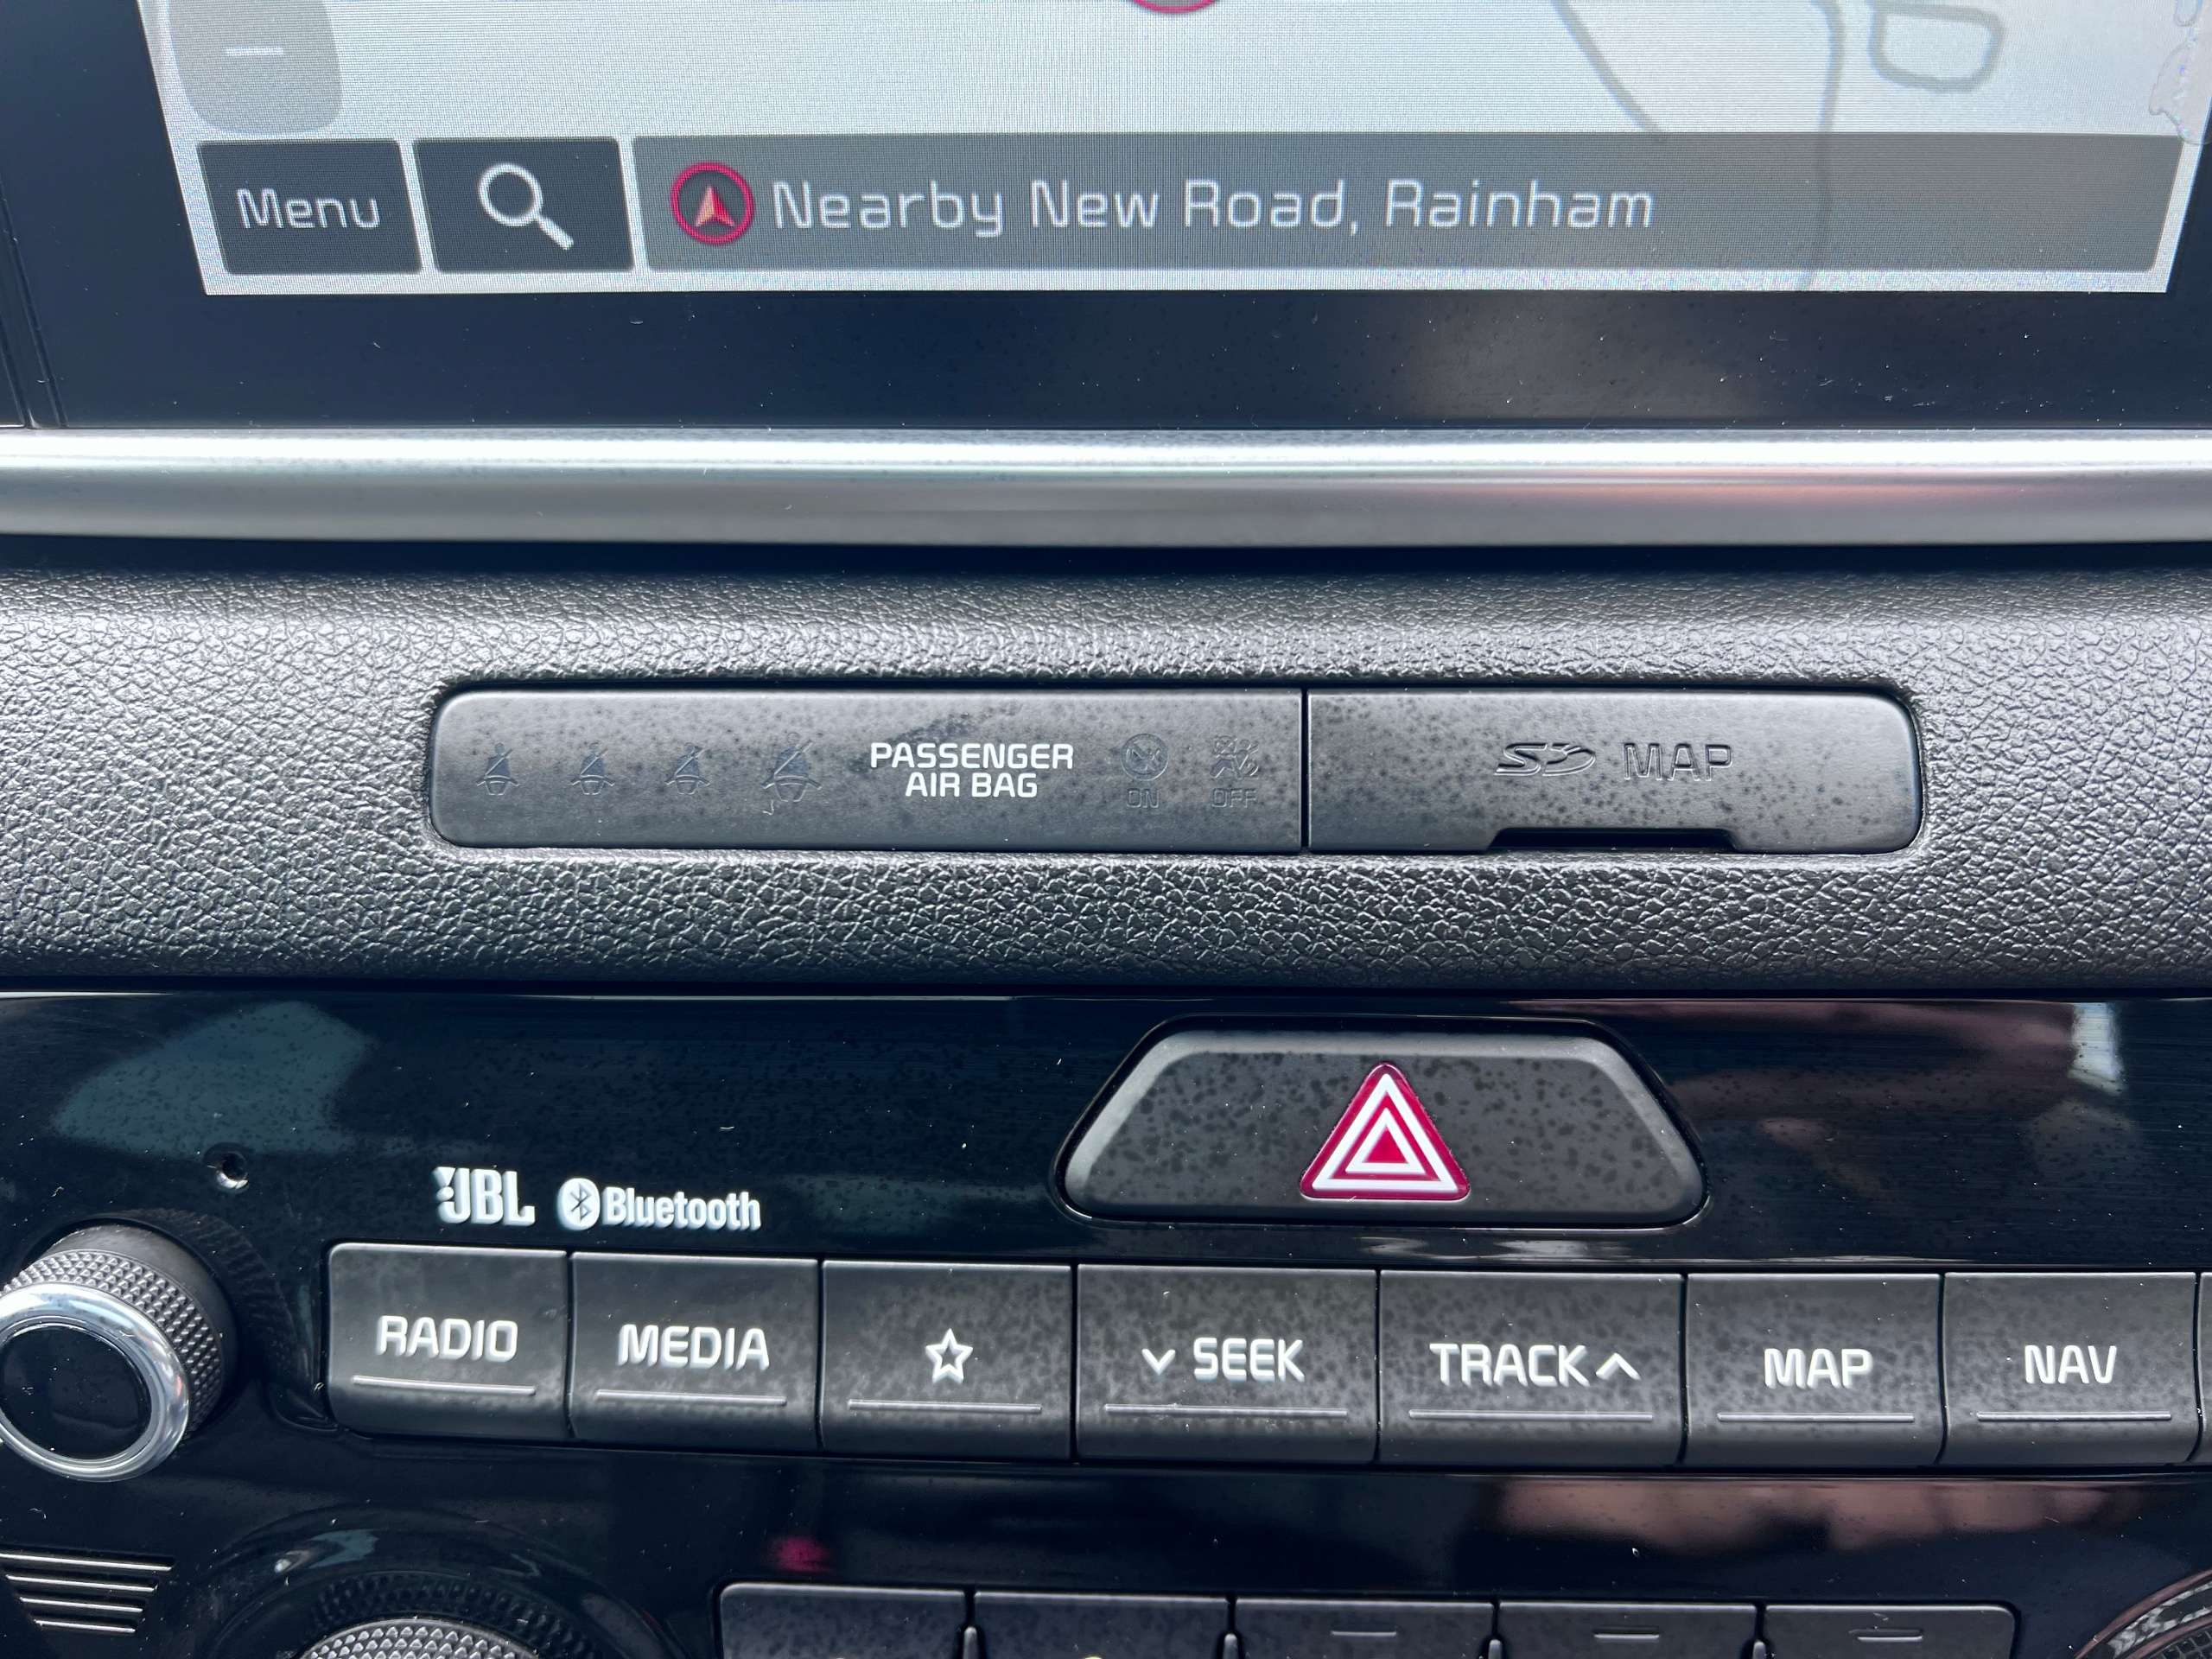 Menu
Nearby New Road, Rainham
PASSENGER
AIR BAG
ON
OFF
SD MAP
JBL Bluetooth
RADIO
MEDIA
SEEK
TRACK
MAP
NAV